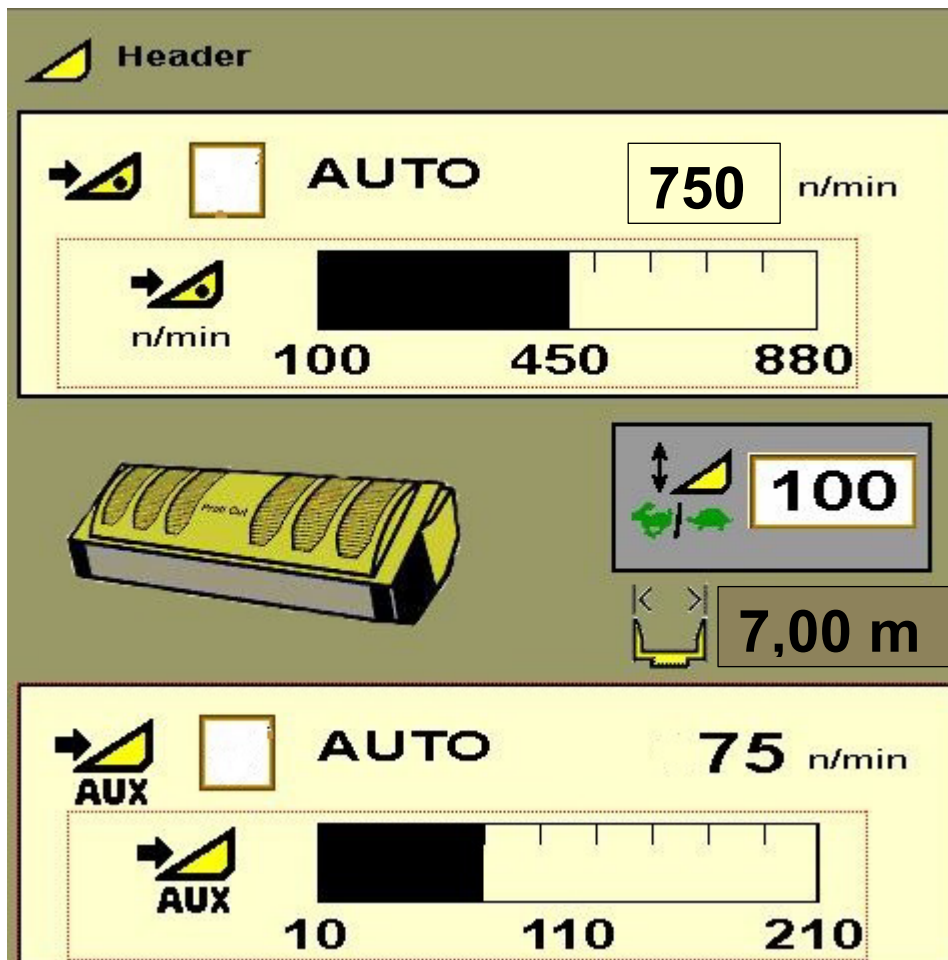 Header
AUTO 750 n/min
n/min
100 450 880
Profi Cut
100
7,00 m
AUX AUTO 75 n/min
AUX
10 110 210